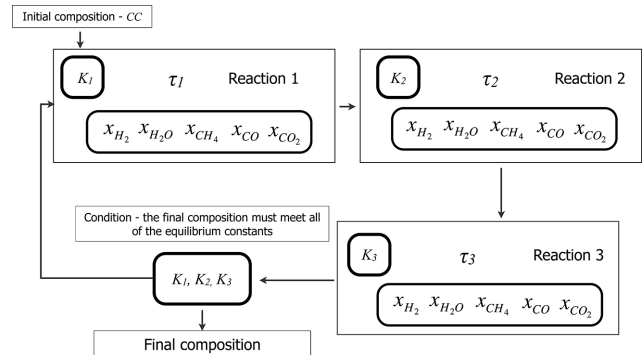 Initial composition - CC
K1 τ1 Reaction 1
xH2 xH2O xCH4 xCO xCO2
K2 τ2 Reaction 2
xH2 xH2O xCH4 xCO xCO2
Condition - the final composition must meet all
of the equilibrium constants
K3 τ3 Reaction 3
xH2 xH2O xCH4 xCO xCO2
K1, K2, K3
Final composition